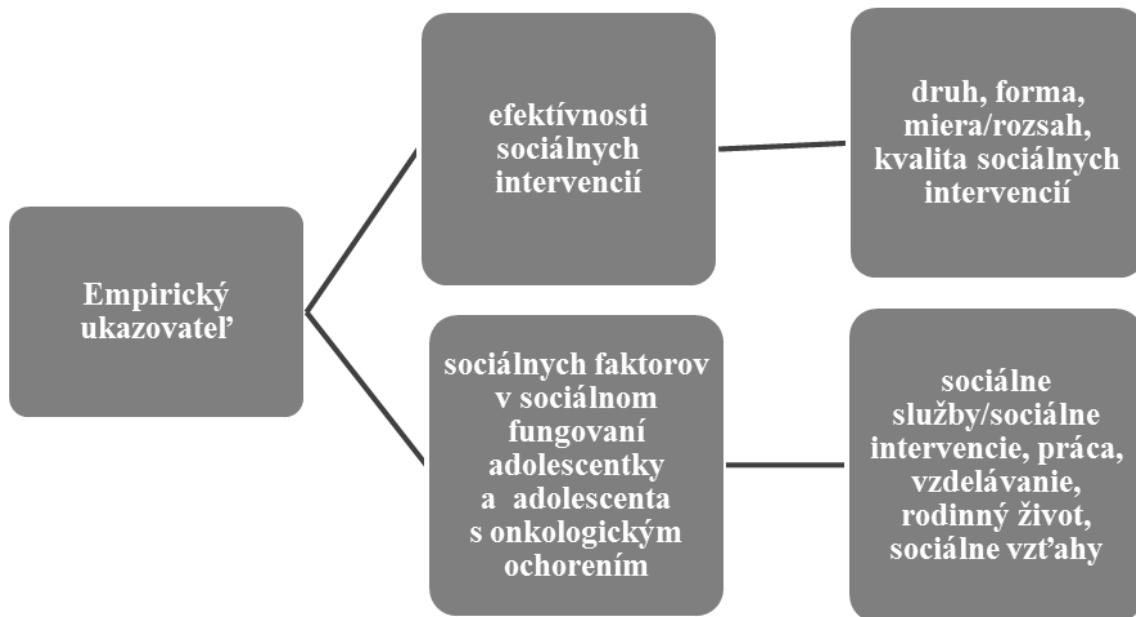 Empirický
ukazovateľ
efektívnosti
sociálnych
intervencií
druh, forma,
miera/rozsah,
kvalita sociálnych
intervencií
sociálnych faktorov
v sociálnom
fungovaní
adolescentky
a adolescenta
s onkologickým
ochorením
sociálne
služby/sociálne
intervencie, práca,
vzdelávanie,
rodinný život,
sociálne vzťahy